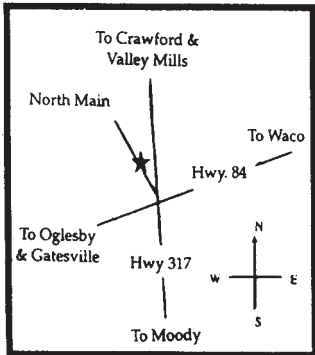 To Crawford &
Valley Mills
North Main
To Waco
Hwy. 84
To Oglesby
& Gatesville
Hwy 317
N
W
E
S
To Moody